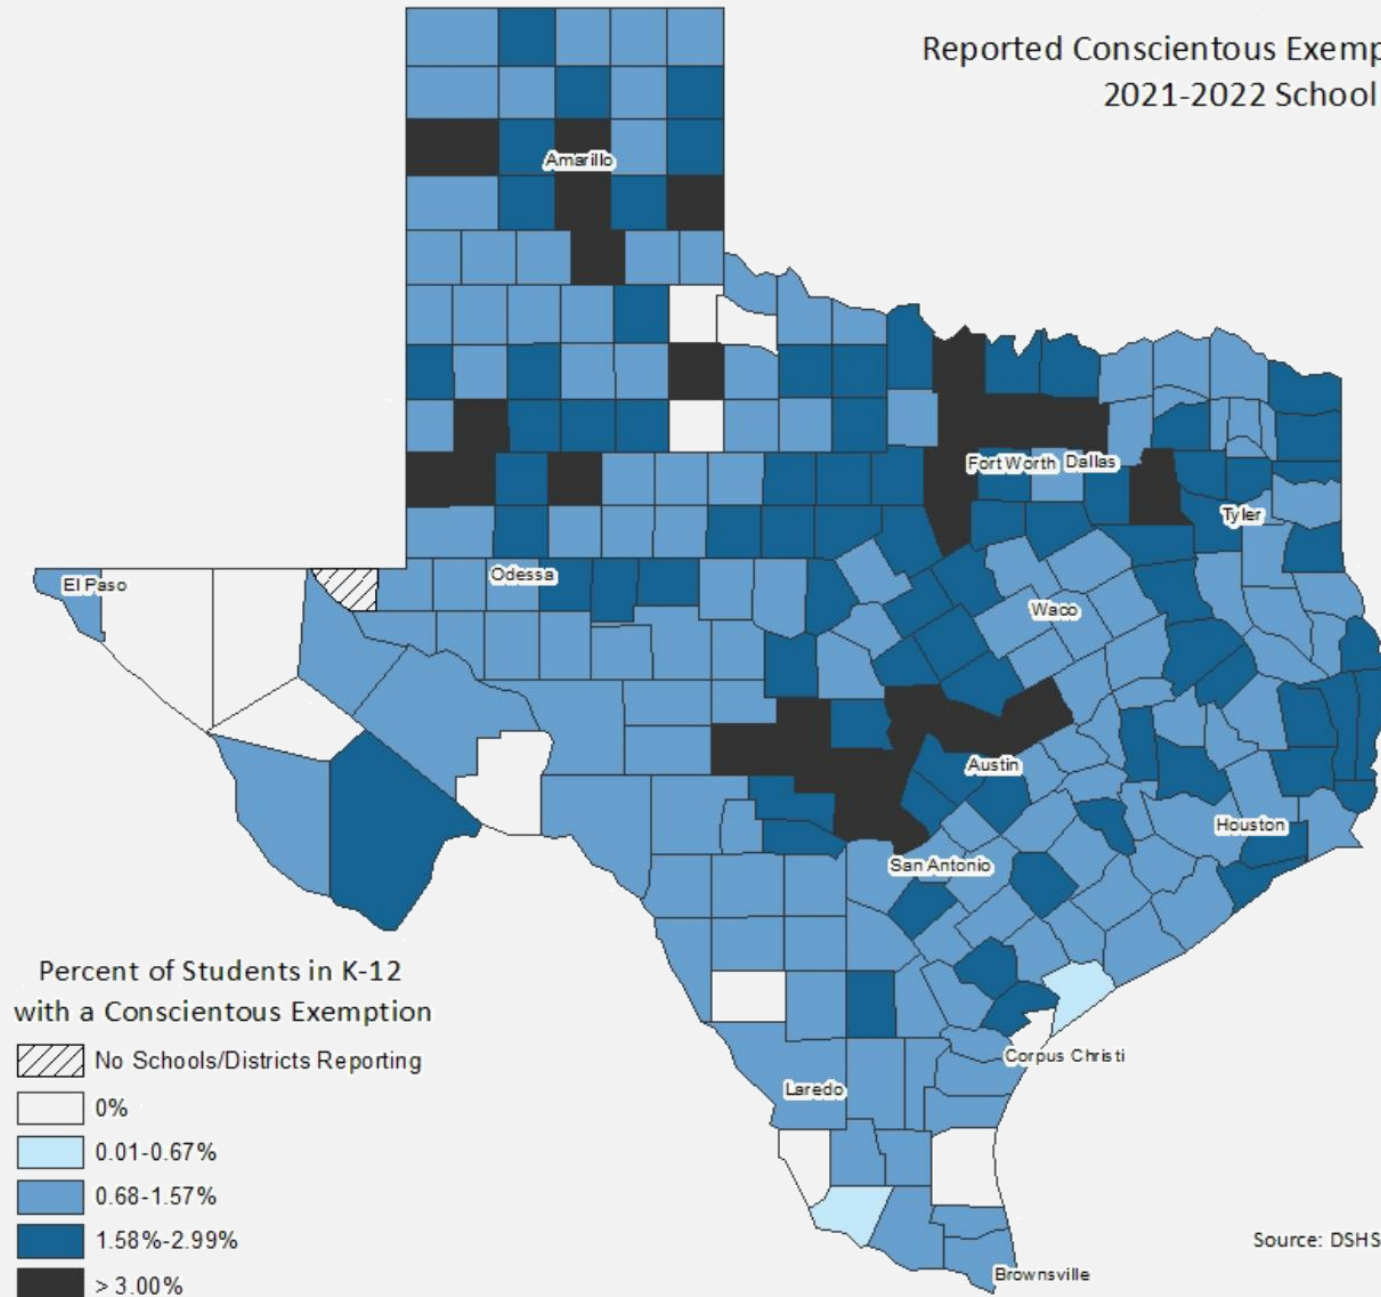 Reported Conscientous Exemp
2021-2022 School
Amarillo
Fort Worth
Dallas
Tyler
El Paso
Odessa
Waco
Austin
Houston
San Antonio
Percent of Students in K-12
with a Conscientous Exemption
No Schools/Districts Reporting
0%
0.01-0.67%
0.68-1.57%
1.58%-2.99%
> 3.00%
Corpus Christi
Laredo
Brownsville
Source: DSHS